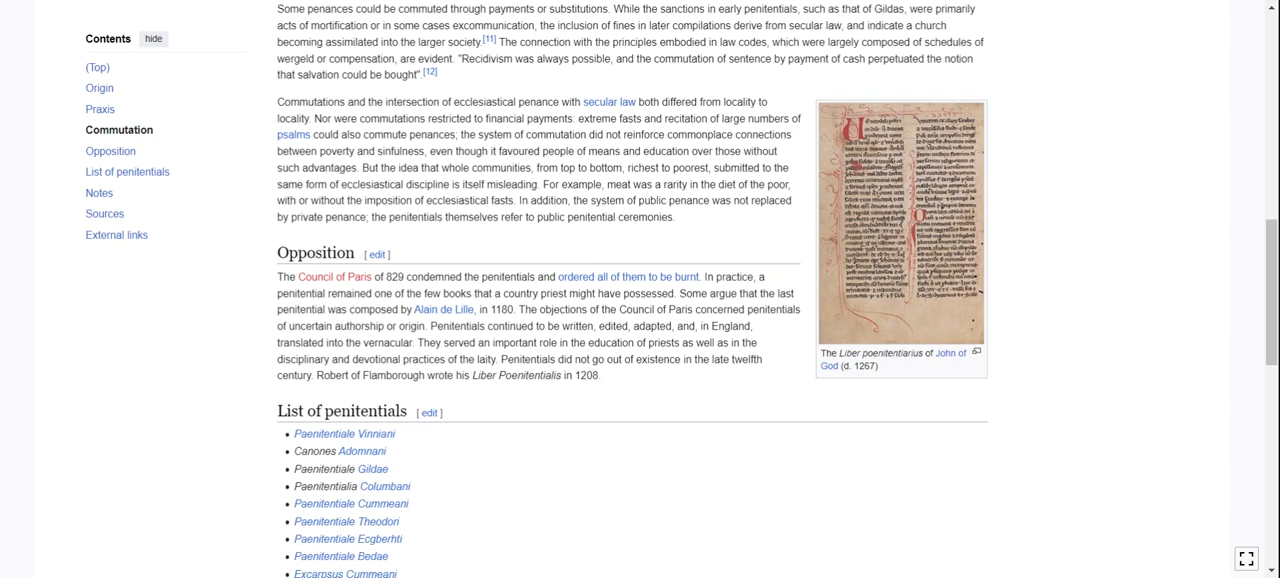 Contents hide
(Top)
Origin
Praxis
Commutation
Opposition
List of penitentials
Notes
Sources
External links
Some penances could be commuted through payments or substitutions. While the sanctions in early penitentials, such as that of Gildas, were primarily
acts of mortification or in some cases excommunication, the inclusion of fines in later compilations derive from secular law, and indicate a church
becoming assimilated into the larger society.[11] The connection with the principles embodied in law codes, which were largely composed of schedules of
wergeld or compensation, are evident. "Recidivism was always possible, and the commutation of sentence by payment of cash perpetuated the notion
that salvation could be bought".[12]
Commutations and the intersection of ecclesiastical penance with secular law both differed from locality to
locality. Nor were commutations restricted to financial payments: extreme fasts and recitation of large numbers of
psalms could also commute penances; the system of commutation did not reinforce commonplace connections
between poverty and sinfulness, even though it favoured people of means and education over those without
such advantages. But the idea that whole communities, from top to bottom, richest to poorest, submitted to the
same form of ecclesiastical discipline is itself misleading. For example, meat was a rarity in the diet of the poor,
with or without the imposition of ecclesiastical fasts. In addition, the system of public penance was not replaced
by private penance; the penitentials themselves refer to public penitential ceremonies.
The Liber poenitentiarius of John of
God (d. 1267)
Opposition [ edit ]
The Council of Paris of 829 condemned the penitentials and ordered all of them to be burnt. In practice, a
penitential remained one of the few books that a country priest might have possessed. Some argue that the last
penitential was composed by Alain de Lille, in 1180. The objections of the Council of Paris concerned penitentials
of uncertain authorship or origin. Penitentials continued to be written, edited, adapted, and, in England,
translated into the vernacular. They served an important role in the education of priests as well as in the
disciplinary and devotional practices of the laity. Penitentials did not go out of existence in the late twelfth
century. Robert of Flamborough wrote his Liber Poenitentialis in 1208.
List of penitentials [ edit ]
• Paenitentiale Vinniani
• Canones Adomnani
• Paenitentiale Gildae
• Paenitentialia Columbani
• Paenitentiale Cummeani
• Paenitentiale Theodori
• Paenitentiale Ecgberhti
• Paenitentiale Bedae
• Excarpsus Cummeani